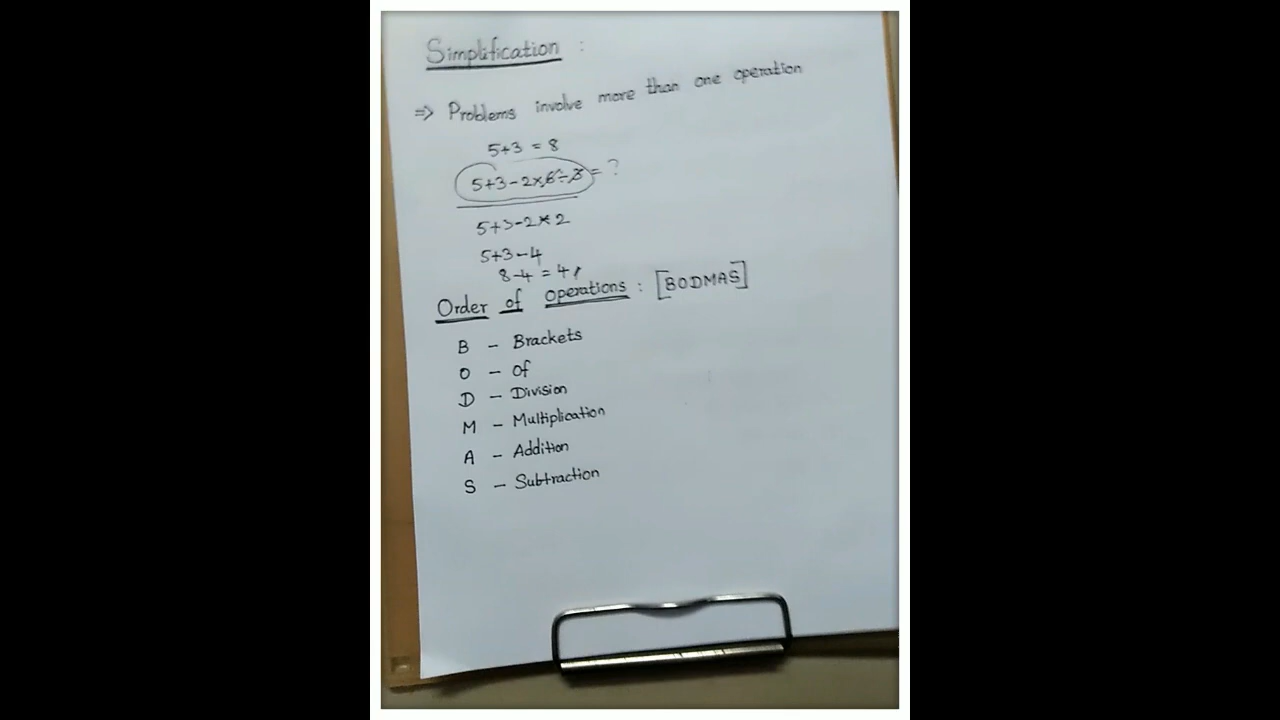 Simplification :
⇒ Problems involve more than one operation
5+3 = 8
5+3-2×6÷3 = ?
5+3-2×2
5+3-4
8-4 = 4,
Order of operations : [BODMAS]
B - Brackets
O - Of
D - Division
M - Multiplication
A - Addition
S - Subtraction